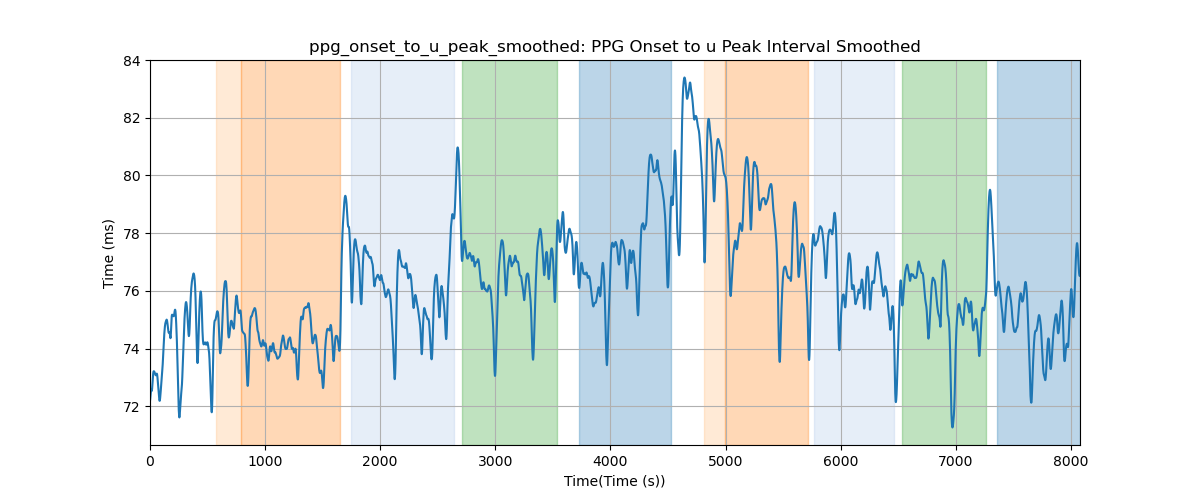 ppg_onset_to_u_peak_smoothed: PPG Onset to u Peak Interval Smoothed
84
82
80
78
76
74
72
Time (ms)
0 1000 2000 3000 4000 5000 6000 7000 8000
Time(Time (s))